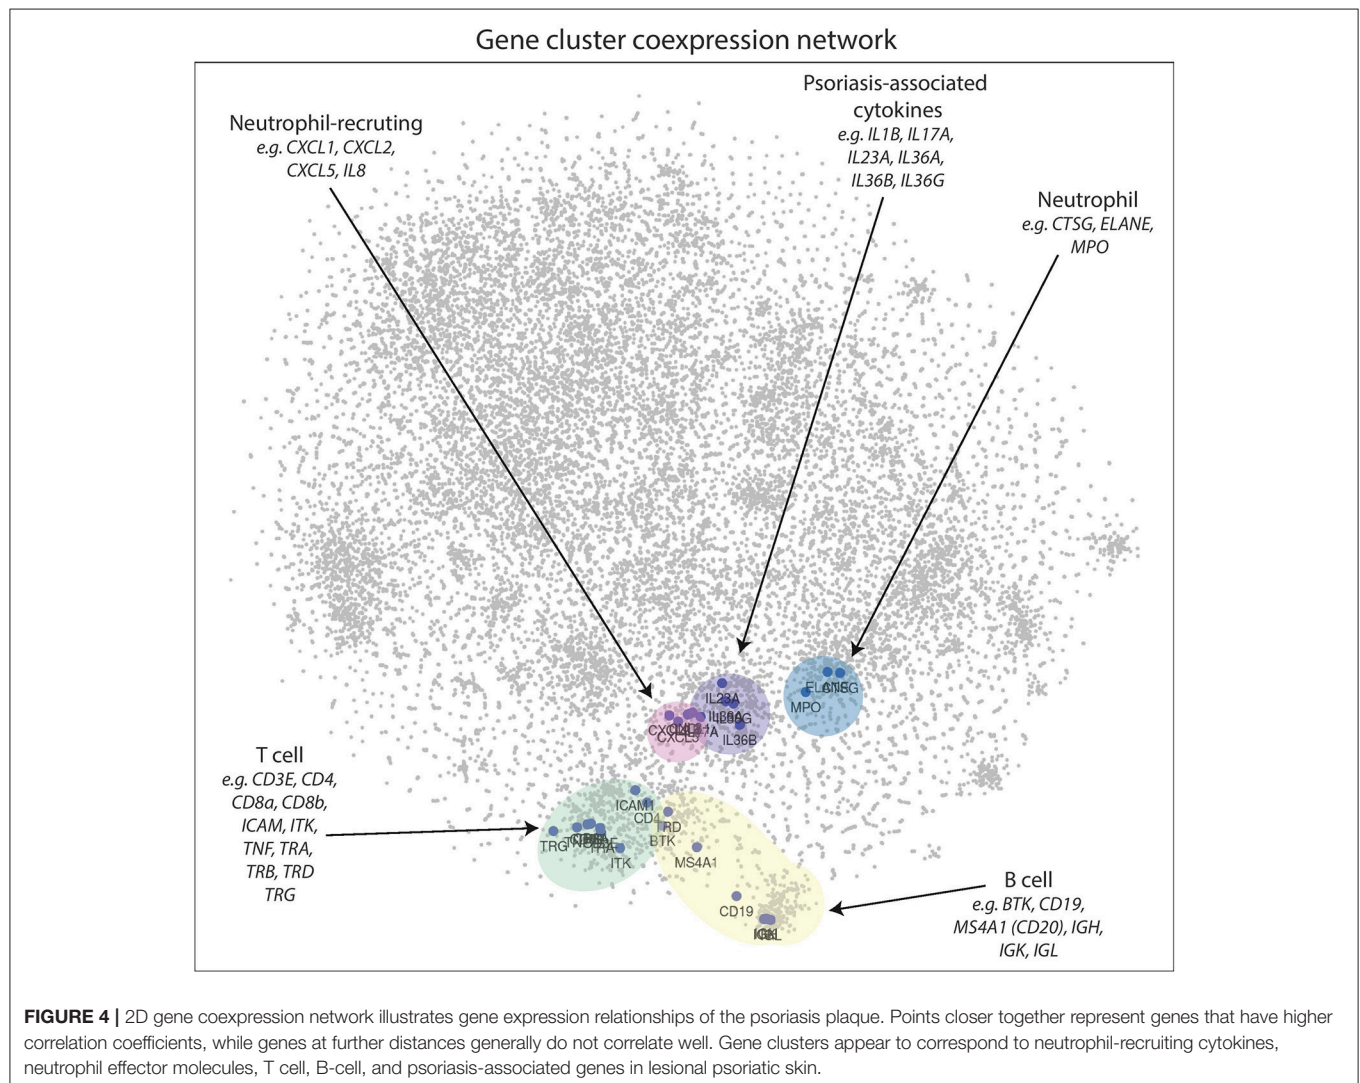 Gene cluster coexpression network
Neutrophil-recruting
e.g. CXCL1, CXCL2,
CXCL5, IL8
Psoriasis-associated
cytokines
e.g. IL1B, IL17A,
IL23A, IL36A,
IL36B, IL36G
Neutrophil
e.g. CTSG, ELANE,
MPO
IL23A
IL36B
CXCL5
ELANE
CTSG
MPO
T cell
e.g. CD3E, CD4,
CD8a, CD8b,
ICAM, ITK,
TNF, TRA,
TRB, TRD
TRG
ICAM1
CD4
TRD
BTK
TRG
TRA
ITK
MS4A1
CD19
IGL
B cell
e.g. BTK, CD19,
MS4A1 (CD20), IGH,
IGK, IGL
FIGURE 4 | 2D gene coexpression network illustrates gene expression relationships of the psoriasis plaque. Points closer together represent genes that have higher
correlation coefficients, while genes at further distances generally do not correlate well. Gene clusters appear to correspond to neutrophil-recruiting cytokines,
neutrophil effector molecules, T cell, B-cell, and psoriasis-associated genes in lesional psoriatic skin.